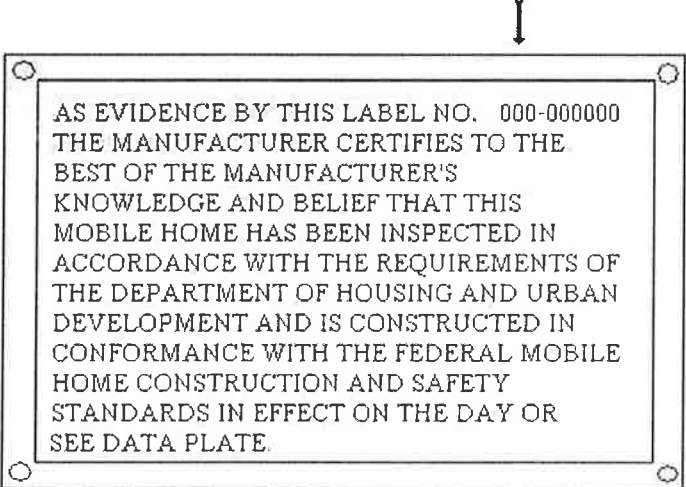 AS EVIDENCE BY THIS LABEL NO. 000-000000
THE MANUFACTURER CERTIFIES TO THE
BEST OF THE MANUFACTURER'S
KNOWLEDGE AND BELIEF THAT THIS
MOBILE HOME HAS BEEN INSPECTED IN
ACCORDANCE WITH THE REQUIREMENTS OF
THE DEPARTMENT OF HOUSING AND URBAN
DEVELOPMENT AND IS CONSTRUCTED IN
CONFORMANCE WITH THE FEDERAL MOBILE
HOME CONSTRUCTION AND SAFETY
STANDARDS IN EFFECT ON THE DAY OR
SEE DATA PLATE.